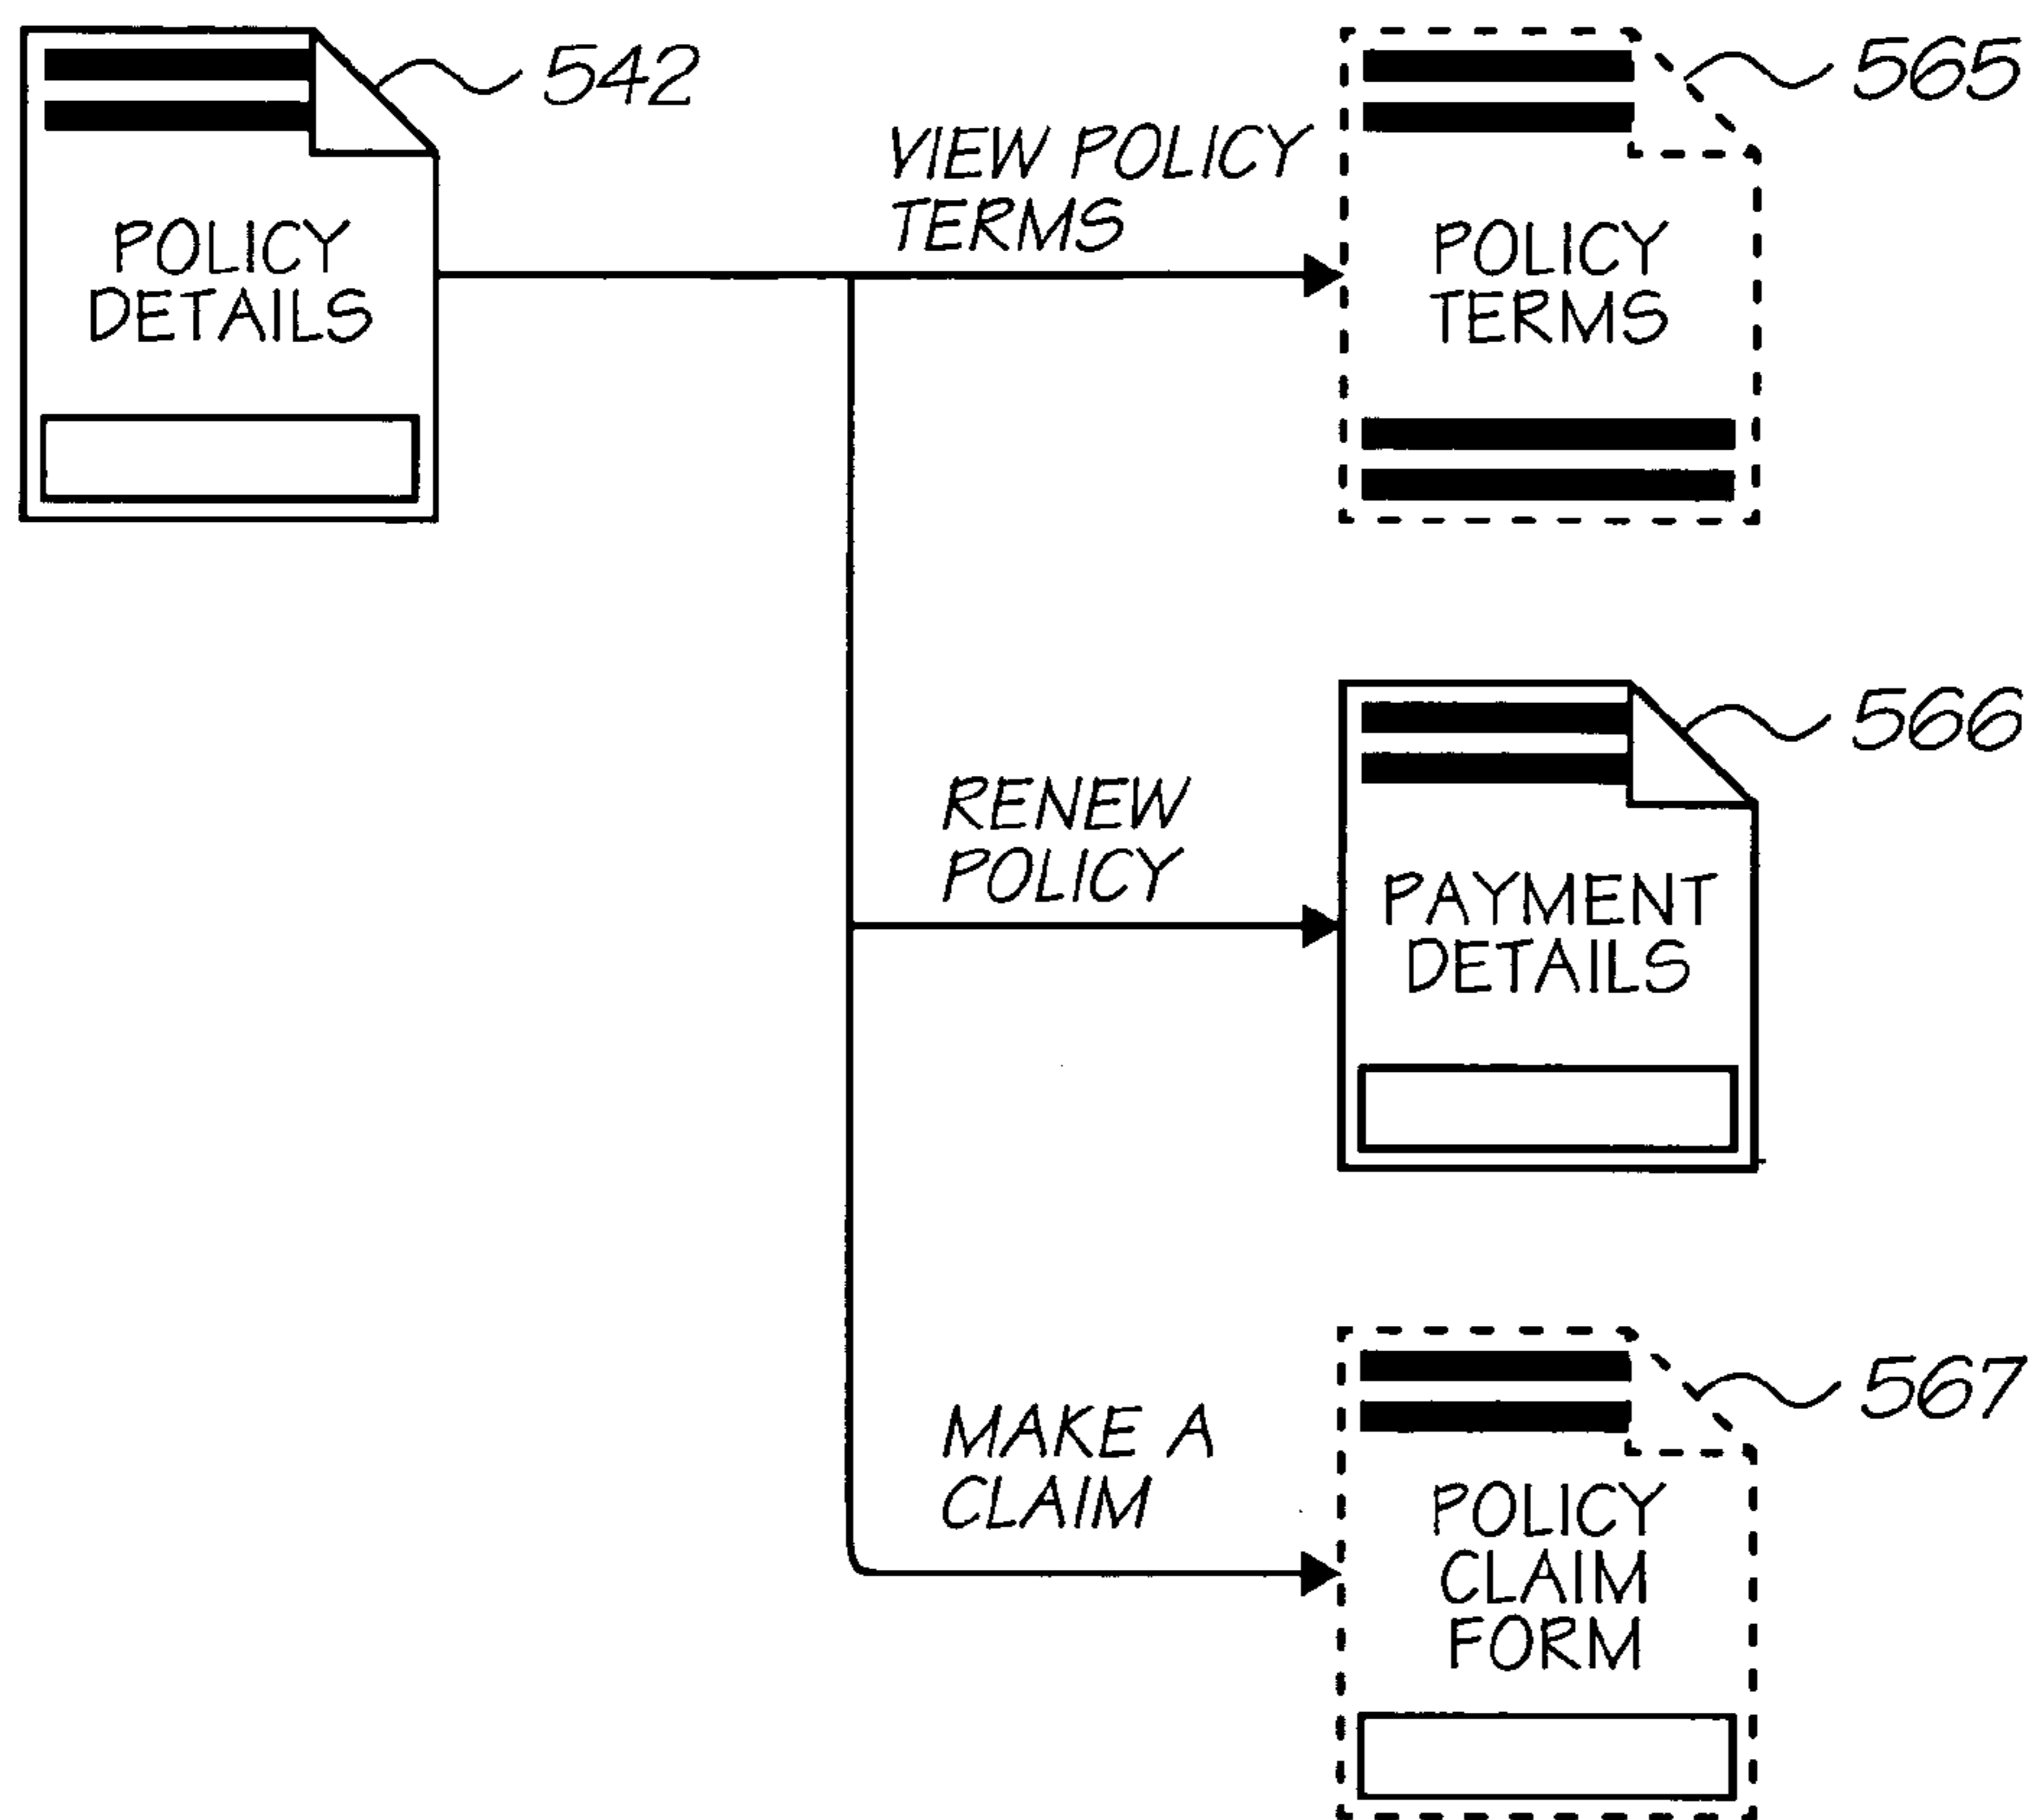 542
POLICY
DETAILS
VIEW POLICY
TERMS
565
POLICY
TERMS
RENEW
POLICY
566
PAYMENT
DETAILS
MAKE A
CLAIM
567
POLICY
CLAIM
FORM